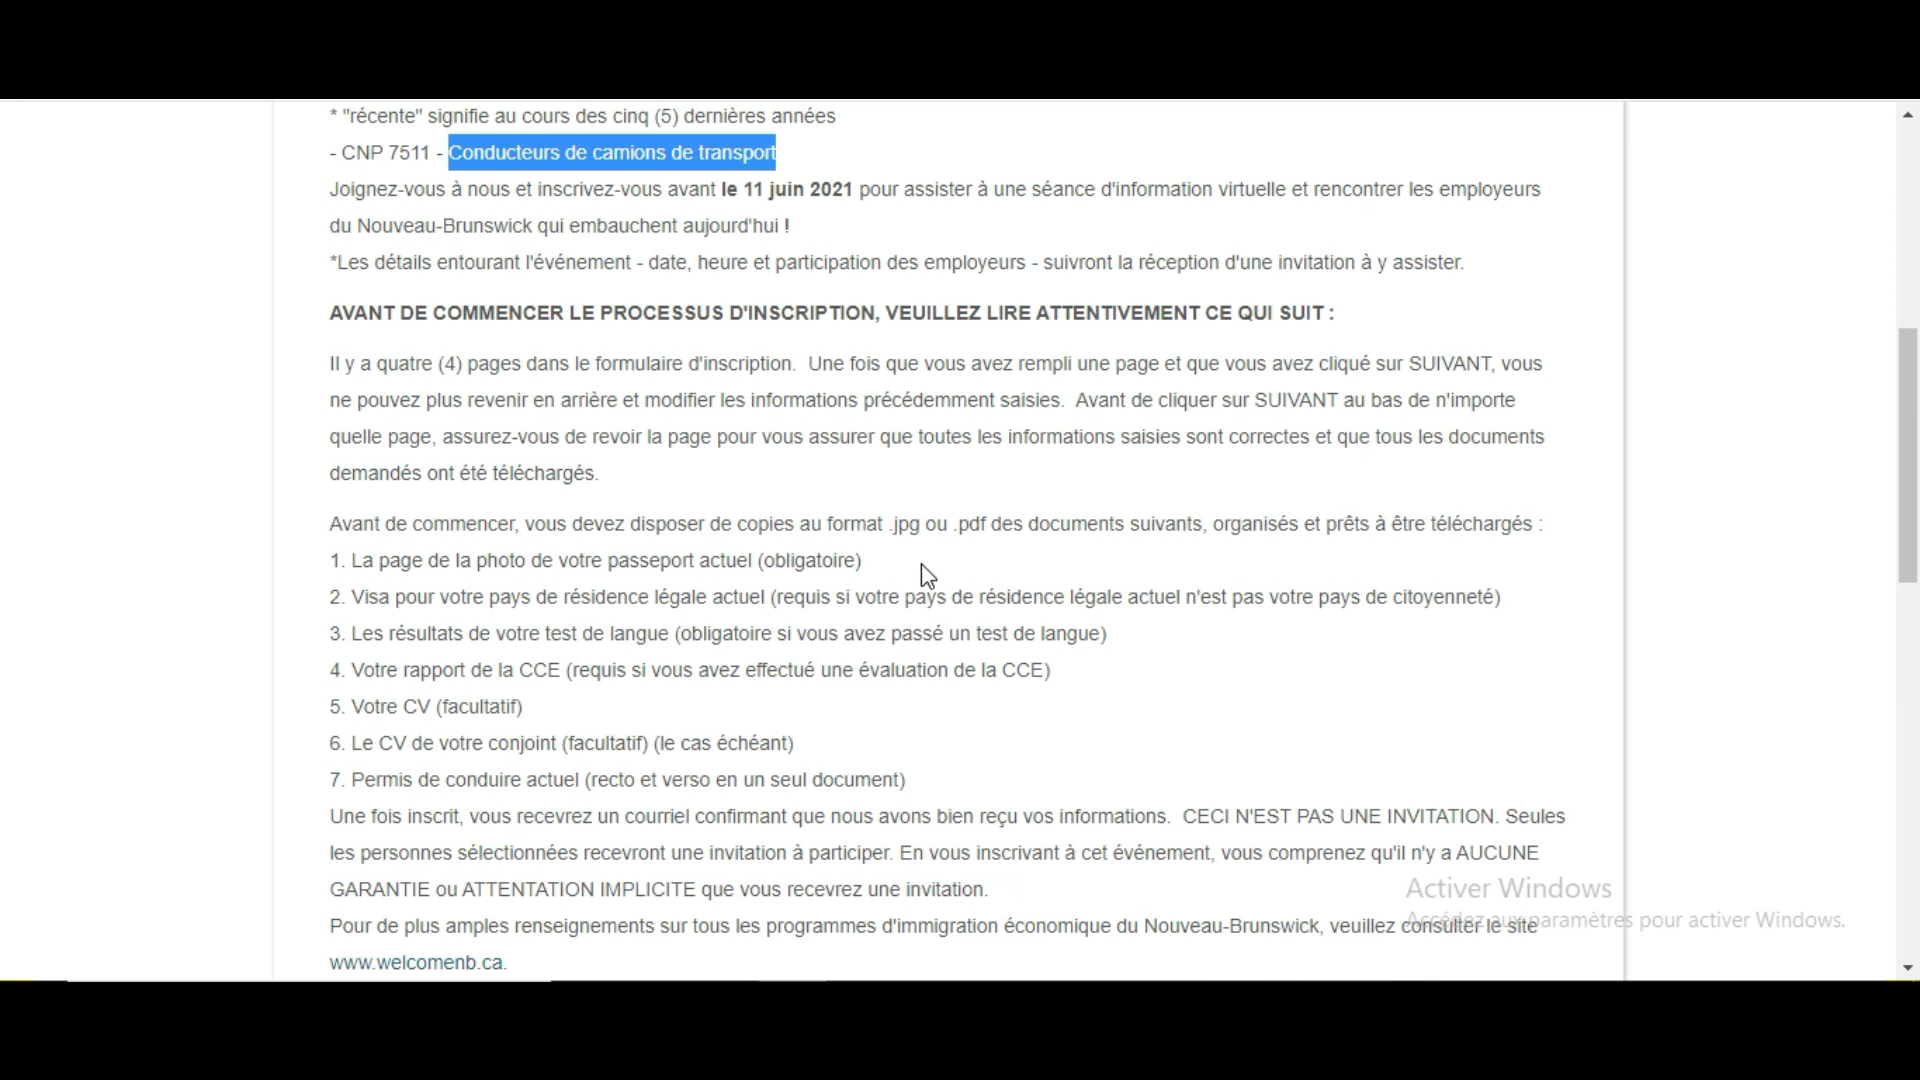 * "récente" signifie au cours des cinq (5) dernières années
- CNP 7511 - Conducteurs de camions de transport
Joignez-vous à nous et inscrivez-vous avant le 11 juin 2021 pour assister à une séance d'information virtuelle et rencontrer les employeurs
du Nouveau-Brunswick qui embauchent aujourd'hui !
*Les détails entourant l'événement - date, heure et participation des employeurs - suivront la réception d'une invitation à y assister.
AVANT DE COMMENCER LE PROCESSUS D'INSCRIPTION, VEUILLEZ LIRE ATTENTIVEMENT CE QUI SUIT :
Il y a quatre (4) pages dans le formulaire d'inscription. Une fois que vous avez rempli une page et que vous avez cliqué sur SUIVANT, vous
ne pouvez plus revenir en arrière et modifier les informations précédemment saisies. Avant de cliquer sur SUIVANT au bas de n'importe
quelle page, assurez-vous de revoir la page pour vous assurer que toutes les informations saisies sont correctes et que tous les documents
demandés ont été téléchargés.
Avant de commencer, vous devez disposer de copies au format .jpg ou .pdf des documents suivants, organisés et prêts à être téléchargés :
1. La page de la photo de votre passeport actuel (obligatoire)
2. Visa pour votre pays de résidence légale actuel (requis si votre pays de résidence légale actuel n'est pas votre pays de citoyenneté)
3. Les résultats de votre test de langue (obligatoire si vous avez passé un test de langue)
4. Votre rapport de la CCE (requis si vous avez effectué une évaluation de la CCE)
5. Votre CV (facultatif)
6. Le CV de votre conjoint (facultatif) (le cas échéant)
7. Permis de conduire actuel (recto et verso en un seul document)
Une fois inscrit, vous recevrez un courriel confirmant que nous avons bien reçu vos informations. CECI N'EST PAS UNE INVITATION. Seules
les personnes sélectionnées recevront une invitation à participer. En vous inscrivant à cet événement, vous comprenez qu'il n'y a AUCUNE
GARANTIE ou ATTENTATION IMPLICITE que vous recevrez une invitation.
Activer Windows
Accédez aux paramètres pour activer Windows.
Pour de plus amples renseignements sur tous les programmes d'immigration économique du Nouveau-Brunswick, veuillez consulter le site
www.welcomenb.ca.